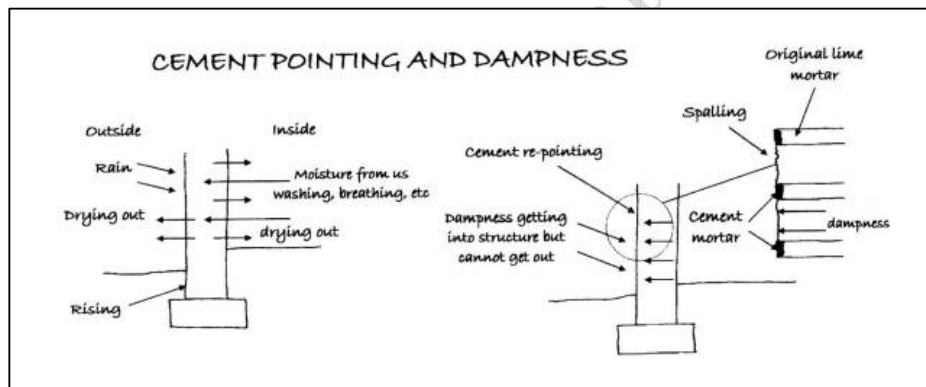 CEMENT POINTING AND DAMPNESS
Outside
Inside
Rain
Moisture from us
washing, breathing, etc
Drying out
drying out
Rising
Cement re-pointing
Dampness getting
into structure but
cannot get out
Original lime
mortar
Spalling
Cement
mortar
dampness